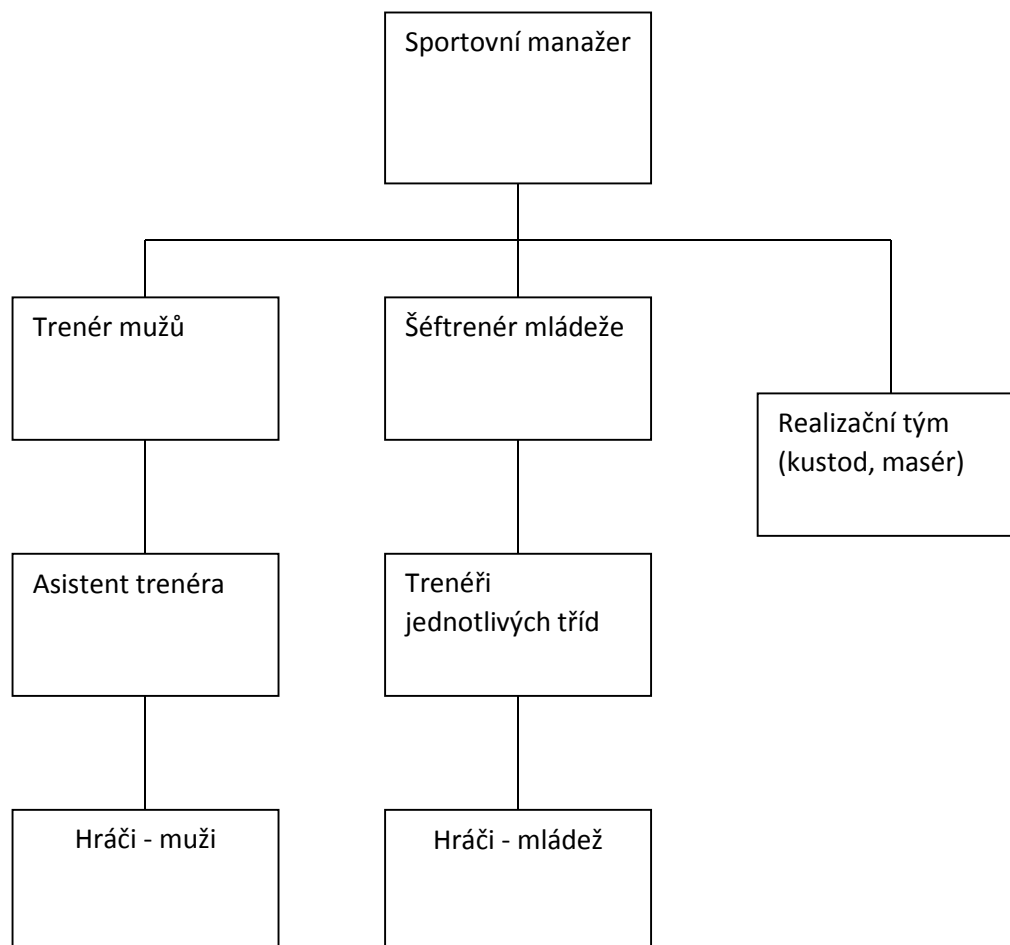 Sportovní manažer
Trenér mužů
Šéftrenér mládeže
Realizační tým
(kustod, masér)
Asistent trenéra
Trenéři
jednotlivých tříd
Hráči - muži
Hráči - mládež